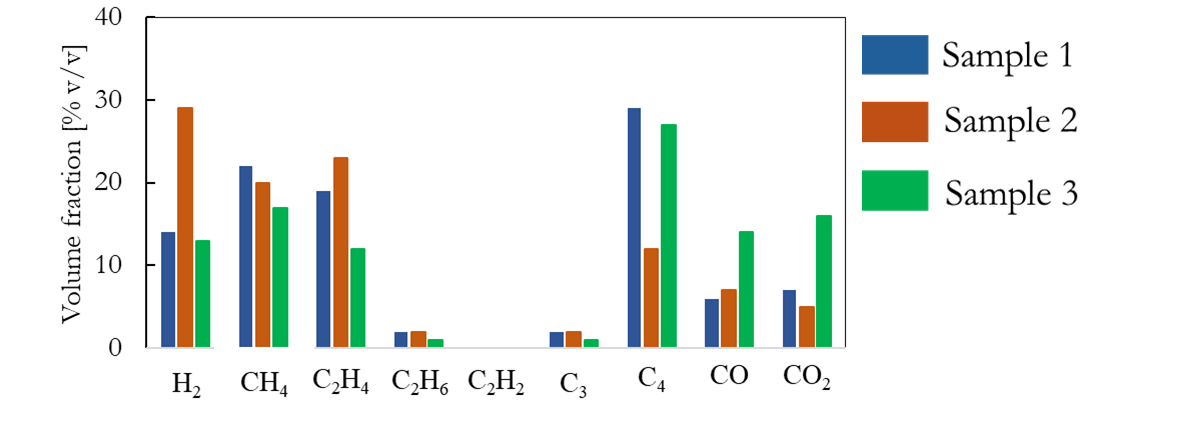 Volume fraction [% v/v]
40
30
20
10
0
H₂ CH₄ C₂H₄ C₂H₆ C₂H₂ C₃ C₄ CO CO₂
Sample 1
Sample 2
Sample 3